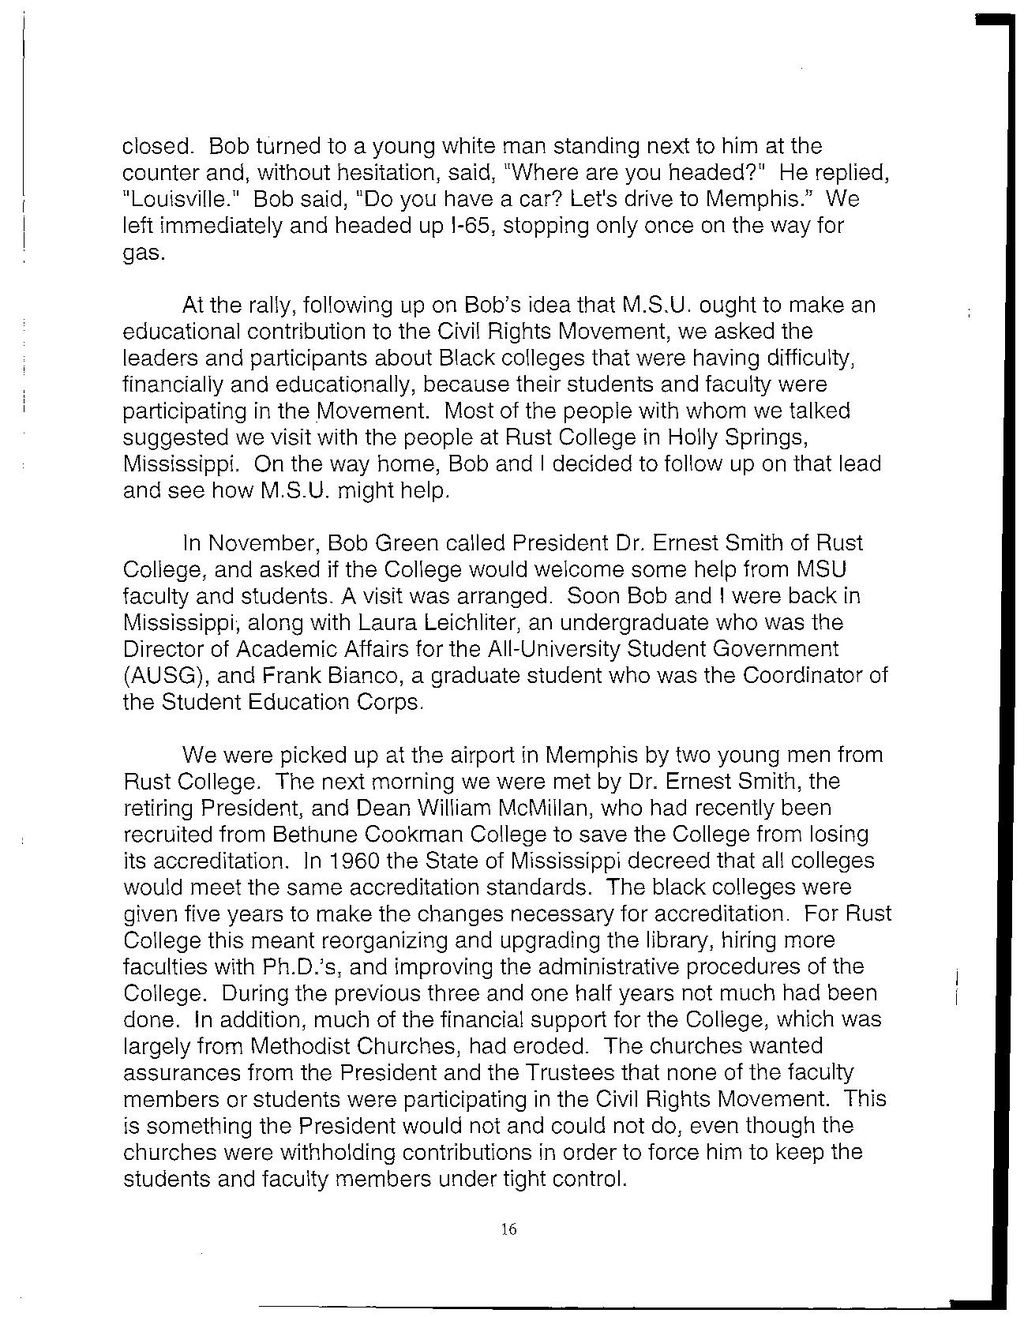 closed. Bob turned to a young white man standing next to him at the
counter and, without hesitation, said, "Where are you headed?" He replied,
"Louisville." Bob said, "Do you have a car? Let's drive to Memphis." We
left immediately and headed up I-65, stopping only once on the way for
gas.
At the rally, following up on Bob's idea that M.S.U. ought to make an
educational contribution to the Civil Rights Movement, we asked the
leaders and participants about Black colleges that were having difficulty,
financially and educationally, because their students and faculty were
participating in the Movement. Most of the people with whom we talked
suggested we visit with the people at Rust College in Holly Springs,
Mississippi. On the way home, Bob and I decided to follow up on that lead
and see how M.S.U. might help.
In November, Bob Green called President Dr. Ernest Smith of Rust
College, and asked if the College would welcome some help from MSU
faculty and students. A visit was arranged. Soon Bob and I were back in
Mississippi, along with Laura Leichliter, an undergraduate who was the
Director of Academic Affairs for the All-University Student Government
(AUSG), and Frank Bianco, a graduate student who was the Coordinator of
the Student Education Corps.
We were picked up at the airport in Memphis by two young men from
Rust College. The next morning we were met by Dr. Ernest Smith, the
retiring President, and Dean William McMillan, who had recently been
recruited from Bethune Cookman College to save the College from losing
its accreditation. In 1960 the State of Mississippi decreed that all colleges
would meet the same accreditation standards. The black colleges were
given five years to make the changes necessary for accreditation. For Rust
College this meant reorganizing and upgrading the library, hiring more
faculties with Ph.D.'s, and improving the administrative procedures of the
College. During the previous three and one half years not much had been
done. In addition, much of the financial support for the College, which was
largely from Methodist Churches, had eroded. The churches wanted
assurances from the President and the Trustees that none of the faculty
members or students were participating in the Civil Rights Movement. This
is something the President would not and could not do, even though the
churches were withholding contributions in order to force him to keep the
students and faculty members under tight control.
16